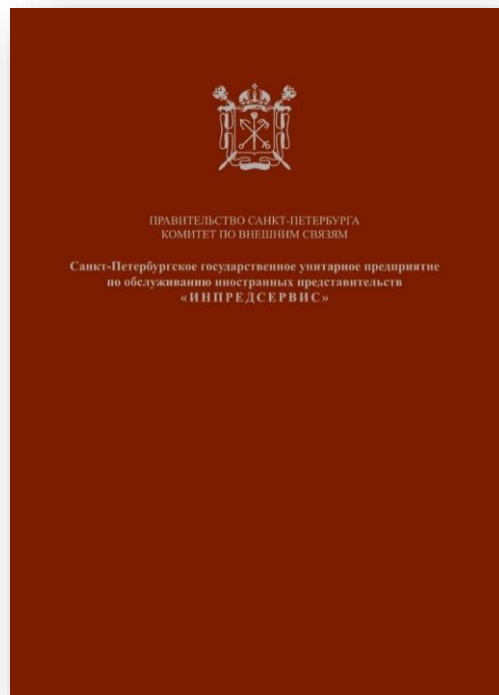 ПРАВИТЕЛЬСТВО САНКТ-ПЕТЕРБУРГА
КОМИТЕТ ПО ВНЕШНИМ СВЯЗЯМ
Санкт-Петербургское государственное унитарное предприятие
по обслуживанию иностранных представительств
«ИНПРЕДСЕРВИС»